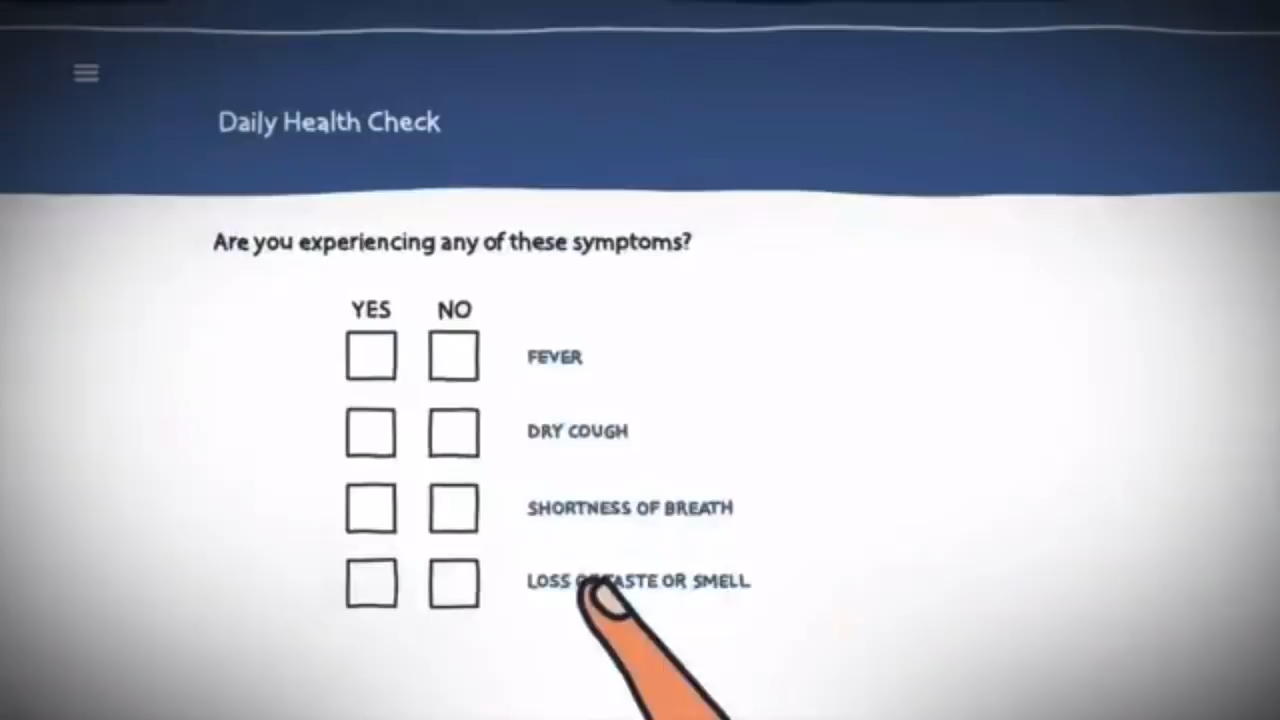 Daily Health Check
Are you experiencing any of these symptoms?
YES NO
FEVER
DRY COUGH
SHORTNESS OF BREATH
LOSS OF TASTE OR SMELL